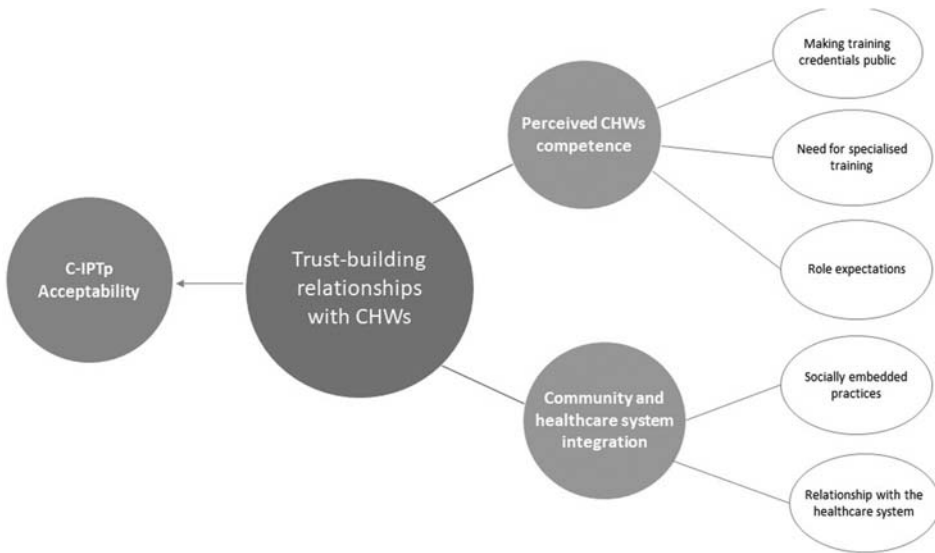 C-IPTp
Acceptability
Trust-building
relationships
with CHWs
Perceived CHWs
competence
Making training
credentials public
Need for specialised
training
Role expectations
Community and
healthcare system
integration
Socially embedded
practices
Relationship with the
healthcare system